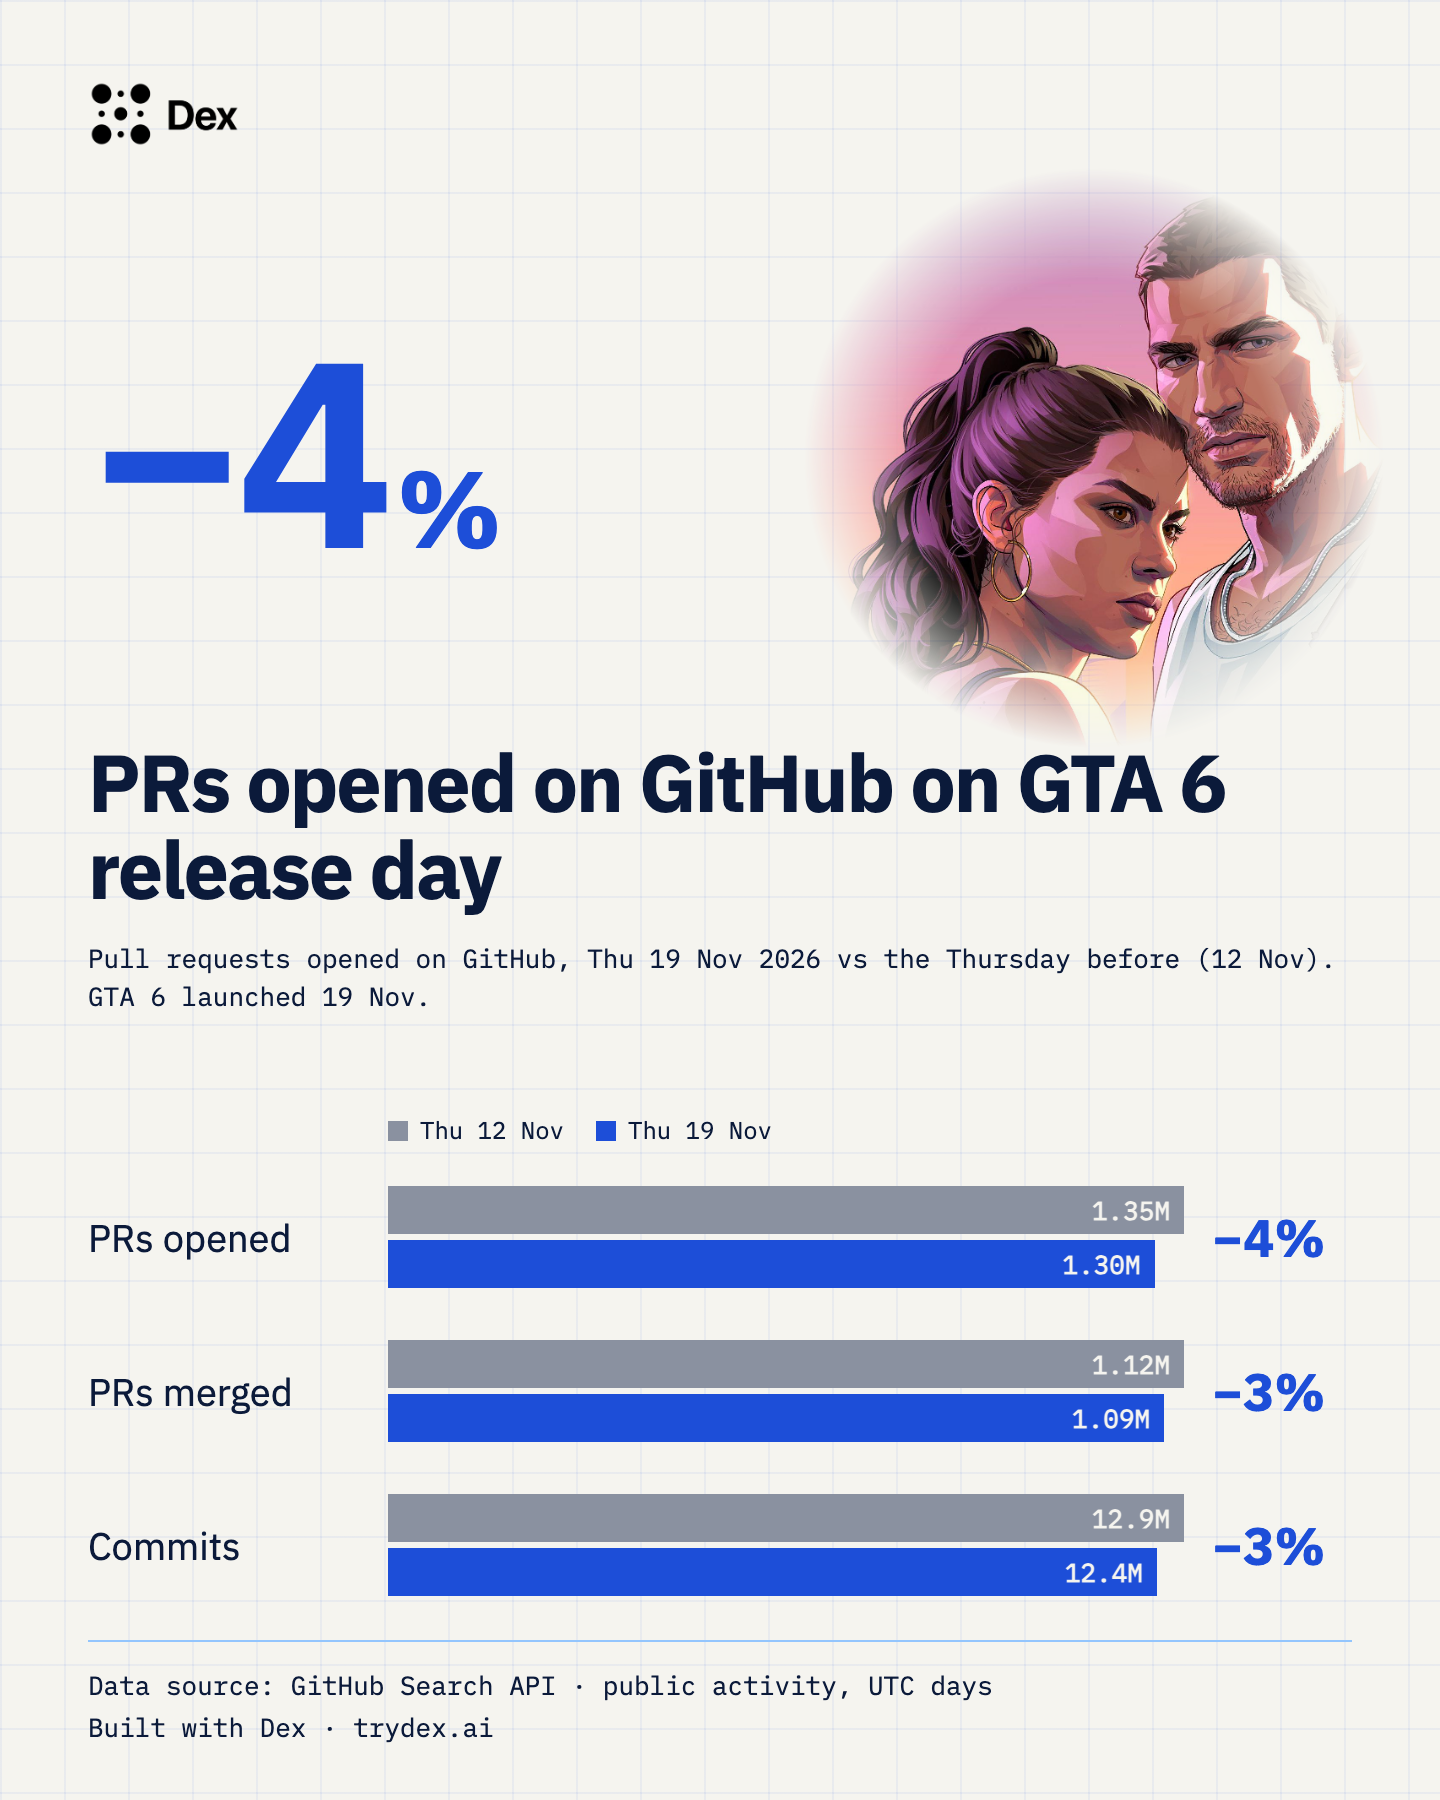 Dex
−4%
PRs opened on GitHub on GTA 6
release day
Pull requests opened on GitHub, Thu 19 Nov 2026 vs the Thursday before (12 Nov).
GTA 6 launched 19 Nov.
Thu 12 Nov
Thu 19 Nov
PRs opened
1.35M
1.30M
−4%
PRs merged
1.12M
1.09M
−3%
Commits
12.9M
12.4M
−3%
Data source: GitHub Search API · public activity, UTC days
Built with Dex · trydex.ai